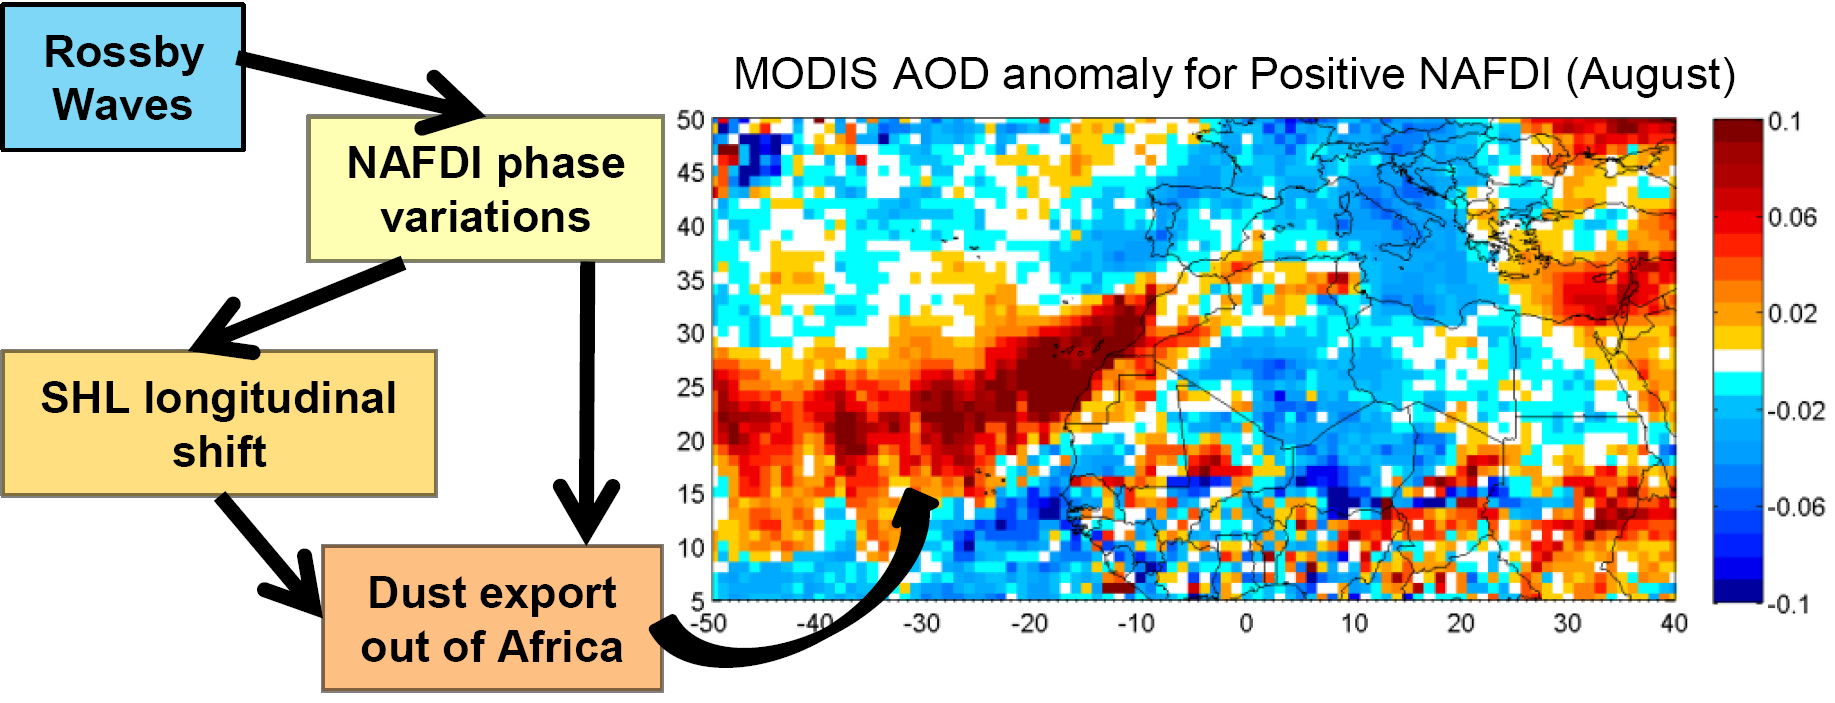 Rossby
Waves
NAFDI phase
variations
SHL longitudinal
shift
Dust export
out of Africa
MODIS AOD anomaly for Positive NAFDI (August)
50
45
40
35
30
25
20
15
10
5
-50
-40
-30
-20
-10
0
10
20
30
40
0.1
0.06
0.02
-0.02
-0.06
-0.1